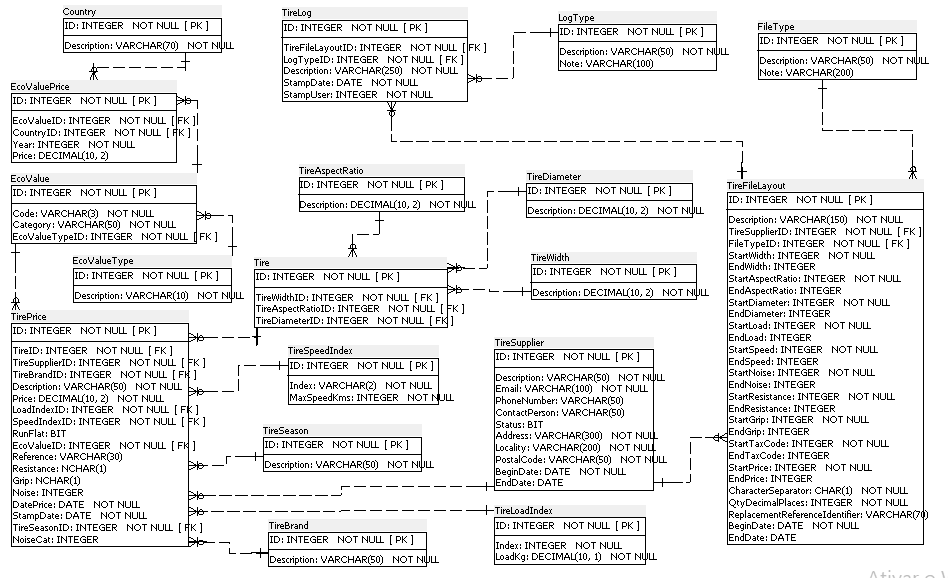 Country
ID: INTEGER NOT NULL [ PK ]
Description: VARCHAR(70) NOT NULL
TireLog
ID: INTEGER NOT NULL [ PK ]
TireFileLayoutID: INTEGER NOT NULL [ FK ]
LogTypeID: INTEGER NOT NULL [ FK ]
Description: VARCHAR(250) NOT NULL
StampDate: DATE NOT NULL
StampUser: INTEGER NOT NULL
LogType
ID: INTEGER NOT NULL [ PK ]
Description: VARCHAR(50) NOT NULL
Note: VARCHAR(100)
FileType
ID: INTEGER NOT NULL [ PK ]
Description: VARCHAR(50) NOT NULL
Note: VARCHAR(200)
EcoValuePrice
ID: INTEGER NOT NULL [ PK ]
EcoValueID: INTEGER NOT NULL [ FK ]
CountryID: INTEGER NOT NULL [ FK ]
Year: INTEGER NOT NULL
Price: DECIMAL(10, 2)
EcoValue
ID: INTEGER NOT NULL [ PK ]
Code: VARCHAR(3) NOT NULL
Category: VARCHAR(50) NOT NULL
EcoValueTypeID: INTEGER NOT NULL [ FK ]
EcoValueType
ID: INTEGER NOT NULL [ PK ]
Description: VARCHAR(10) NOT NULL
TireAspectRatio
ID: INTEGER NOT NULL [ PK ]
Description: DECIMAL(10, 2) NOT NULL
TireDiameter
ID: INTEGER NOT NULL [ PK ]
Description: DECIMAL(10, 2) NOT NULL
Tire
ID: INTEGER NOT NULL [ PK ]
TireWidthID: INTEGER NOT NULL [ FK ]
TireAspectRatioID: INTEGER NOT NULL [ FK ]
TireDiameterID: INTEGER NOT NULL [ FK ]
TireWidth
ID: INTEGER NOT NULL [ PK ]
Description: DECIMAL(10, 2) NOT NULL
TirePrice
ID: INTEGER NOT NULL [ PK ]
TireID: INTEGER NOT NULL [ FK ]
TireSupplierID: INTEGER NOT NULL [ FK ]
TireBrandID: INTEGER NOT NULL [ FK ]
Description: VARCHAR(50) NOT NULL
Price: DECIMAL(10, 2) NOT NULL
LoadIndexID: INTEGER NOT NULL [ FK ]
SpeedIndexID: INTEGER NOT NULL [ FK ]
RunFlat: BIT
EcoValueID: INTEGER NOT NULL [ FK ]
Reference: VARCHAR(30)
Resistance: NCHAR(1)
Grip: NCHAR(1)
Noise: INTEGER
DatePrice: DATE NOT NULL
StampDate: DATE NOT NULL
TireSeasonID: INTEGER NOT NULL [ FK ]
NoiseCat: INTEGER
TireSpeedIndex
ID: INTEGER NOT NULL [ PK ]
Index: VARCHAR(2) NOT NULL
MaxSpeedKms: INTEGER NOT NULL
TireSeason
ID: INTEGER NOT NULL [ PK ]
Description: VARCHAR(50) NOT NULL
TireBrand
ID: INTEGER NOT NULL [ PK ]
Description: VARCHAR(50) NOT NULL
TireSupplier
ID: INTEGER NOT NULL [ PK ]
Description: VARCHAR(50) NOT NULL
Email: VARCHAR(100) NOT NULL
PhoneNumber: VARCHAR(50)
ContactPerson: VARCHAR(50)
Status: BIT
Address: VARCHAR(300) NOT NULL
Locality: VARCHAR(200) NOT NULL
PostalCode: VARCHAR(50) NOT NULL
BeginDate: DATE NOT NULL
EndDate: DATE
TireLoadIndex
ID: INTEGER NOT NULL [ PK ]
Index: INTEGER NOT NULL
LoadKg: DECIMAL(10, 1) NOT NULL
TireFileLayout
ID: INTEGER NOT NULL [ PK ]
Description: VARCHAR(150) NOT NULL
TireSupplierID: INTEGER NOT NULL [ FK ]
FileTypeID: INTEGER NOT NULL [ FK ]
StartWidth: INTEGER NOT NULL
EndWidth: INTEGER
StartAspectRatio: INTEGER NOT NULL
EndAspectRatio: INTEGER
StartDiameter: INTEGER NOT NULL
EndDiameter: INTEGER
StartLoad: INTEGER NOT NULL
EndLoad: INTEGER
StartSpeed: INTEGER NOT NULL
EndSpeed: INTEGER
StartNoise: INTEGER NOT NULL
EndNoise: INTEGER
StartResistance: INTEGER NOT NULL
EndResistance: INTEGER
StartGrip: INTEGER NOT NULL
EndGrip: INTEGER
StartTaxCode: INTEGER NOT NULL
EndTaxCode: INTEGER
StartPrice: INTEGER NOT NULL
EndPrice: INTEGER
CharacterSeparator: CHAR(1) NOT NULL
QtyDecimalPlaces: INTEGER NOT NULL
ReplacementReferenceIdentifier: VARCHAR(70)
BeginDate: DATE NOT NULL
EndDate: DATE